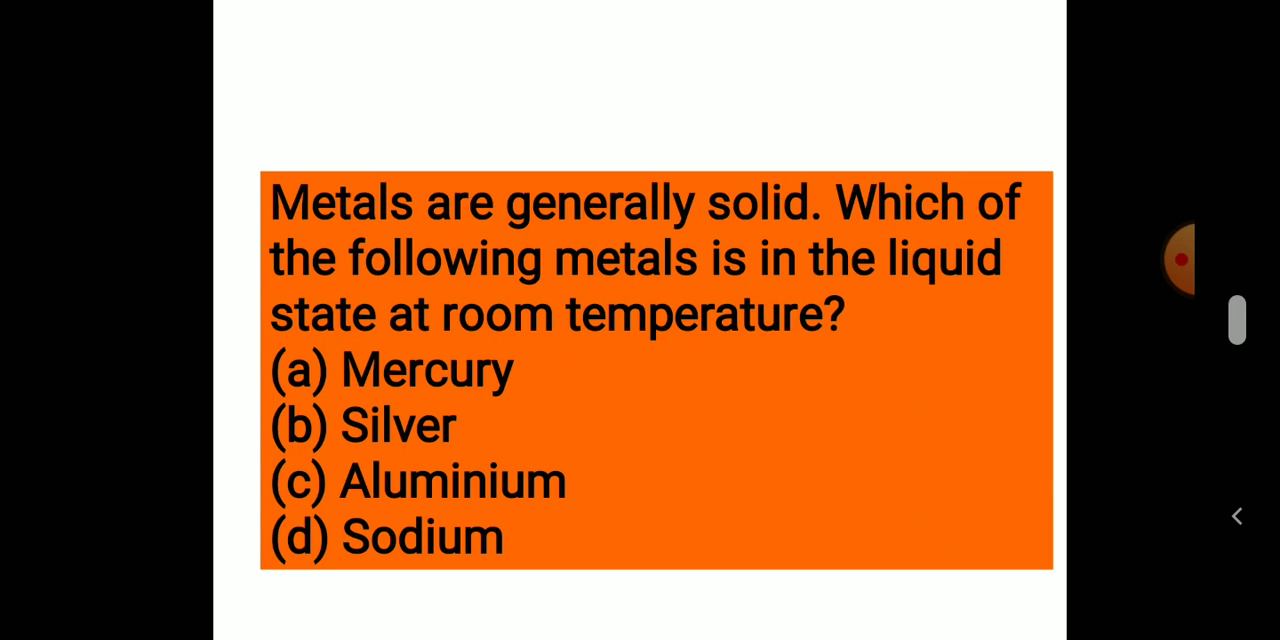 Metals are generally solid. Which of
the following metals is in the liquid
state at room temperature?
(a) Mercury
(b) Silver
(c) Aluminium
(d) Sodium